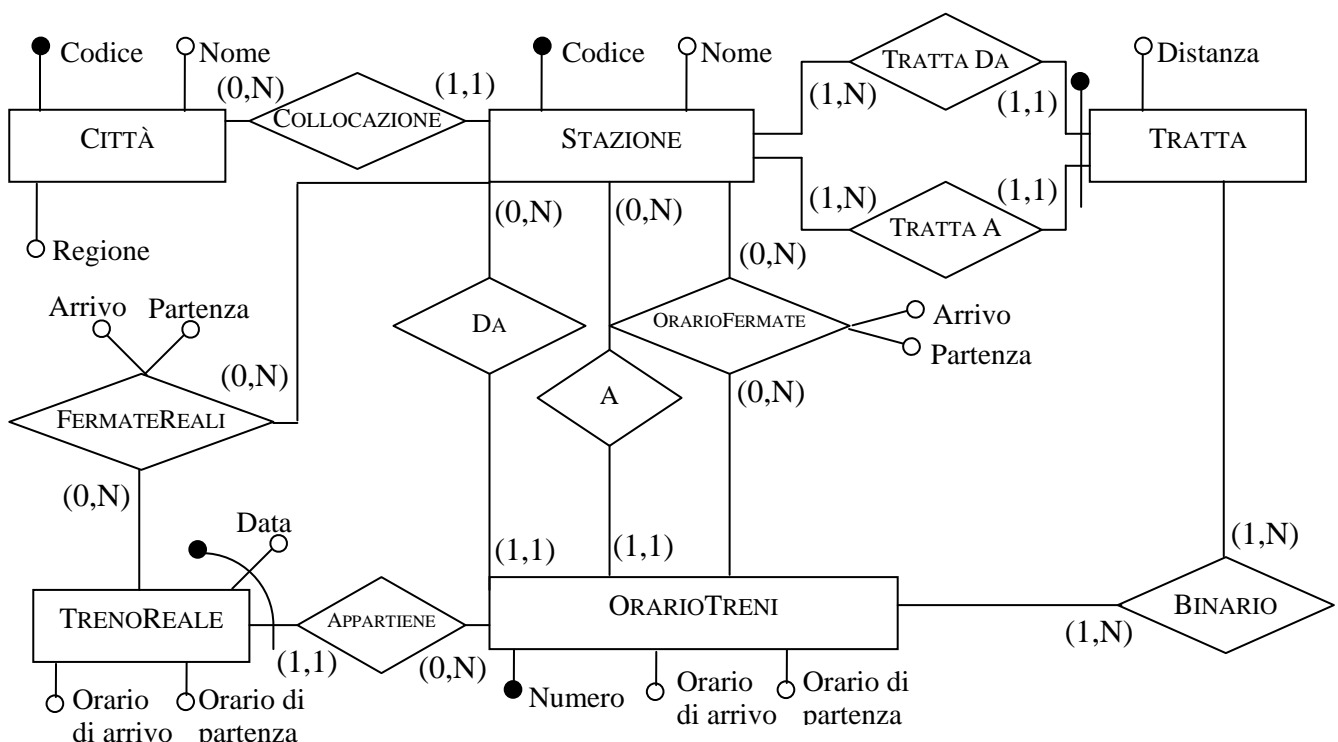 Codice
Nome
Codice
Nome
TRATTA DA
Distanza
(0,N)
(1,1)
(1,N)
(1,1)
CITTÀ
COLLOCAZIONE
STAZIONE
TRATTA
(1,N)
(1,1)
TRATTA A
(0,N)
(0,N)
Regione
(0,N)
Arrivo
Partenza
DA
ORARIOFERMATE
Arrivo
Partenza
(0,N)
A
(0,N)
FERMATEREALI
(0,N)
Data
(1,1)
(1,1)
(1,N)
TRENOREALE
APPARTIENE
ORARIOTRENI
BINARIO
(1,N)
(1,1)
(0,N)
Orario
di arrivo
Orario di
partenza
Numero
Orario
di arrivo
Orario di
partenza